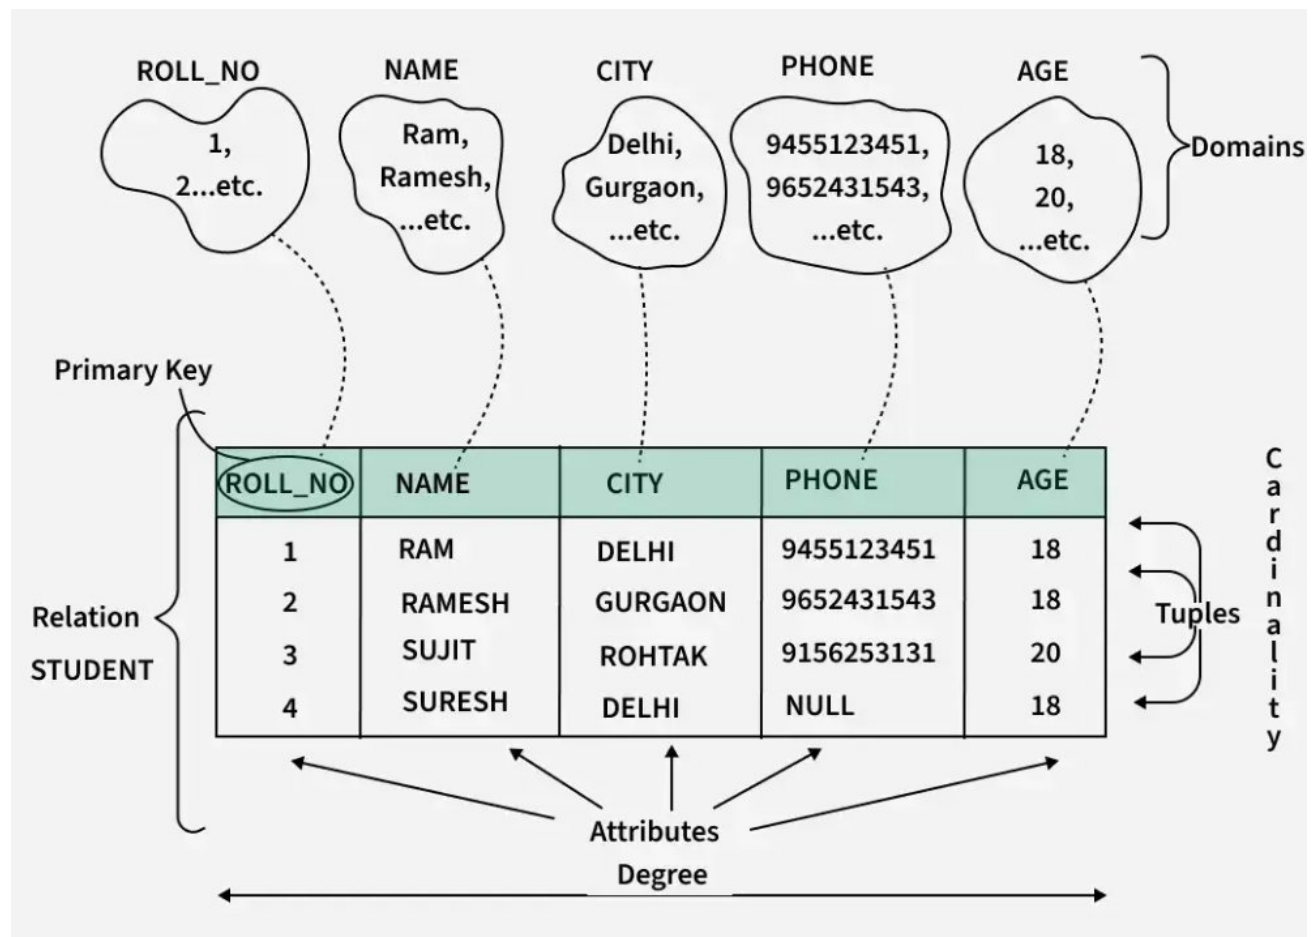 ROLL_NO NAME CITY PHONE AGE
1,
2...etc.
Ram,
Ramesh,
...etc.
Delhi,
Gurgaon,
...etc.
9455123451,
9652431543,
...etc.
18,
20,
...etc.
Domains
Primary Key
ROLL_NO NAME CITY PHONE AGE
1 RAM DELHI 9455123451 18
2 RAMESH GURGAON 9652431543 18
3 SUJIT ROHTAK 9156253131 20
4 SURESH DELHI NULL 18
Relation
STUDENT
Tuples
Cardinality
Attributes
Degree